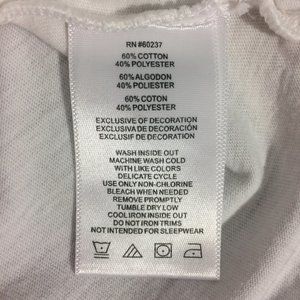 RN #60237
60% COTTON
40% POLYESTER
60% ALGODON
40% POLIESTER
60% COTON
40% POLYESTER
EXCLUSIVE OF DECORATION
EXCLUSIVA DE DECORACIÓN
EXCLUSIF DE DECORATION
WASH INSIDE OUT
MACHINE WASH COLD
WITH LIKE COLORS
DELICATE CYCLE
USE ONLY NON-CHLORINE
BLEACH WHEN NEEDED
REMOVE PROMPTLY
TUMBLE DRY LOW
COOL IRON INSIDE OUT
DO NOT IRON TRIMS
NOT INTENDED FOR SLEEPWEAR